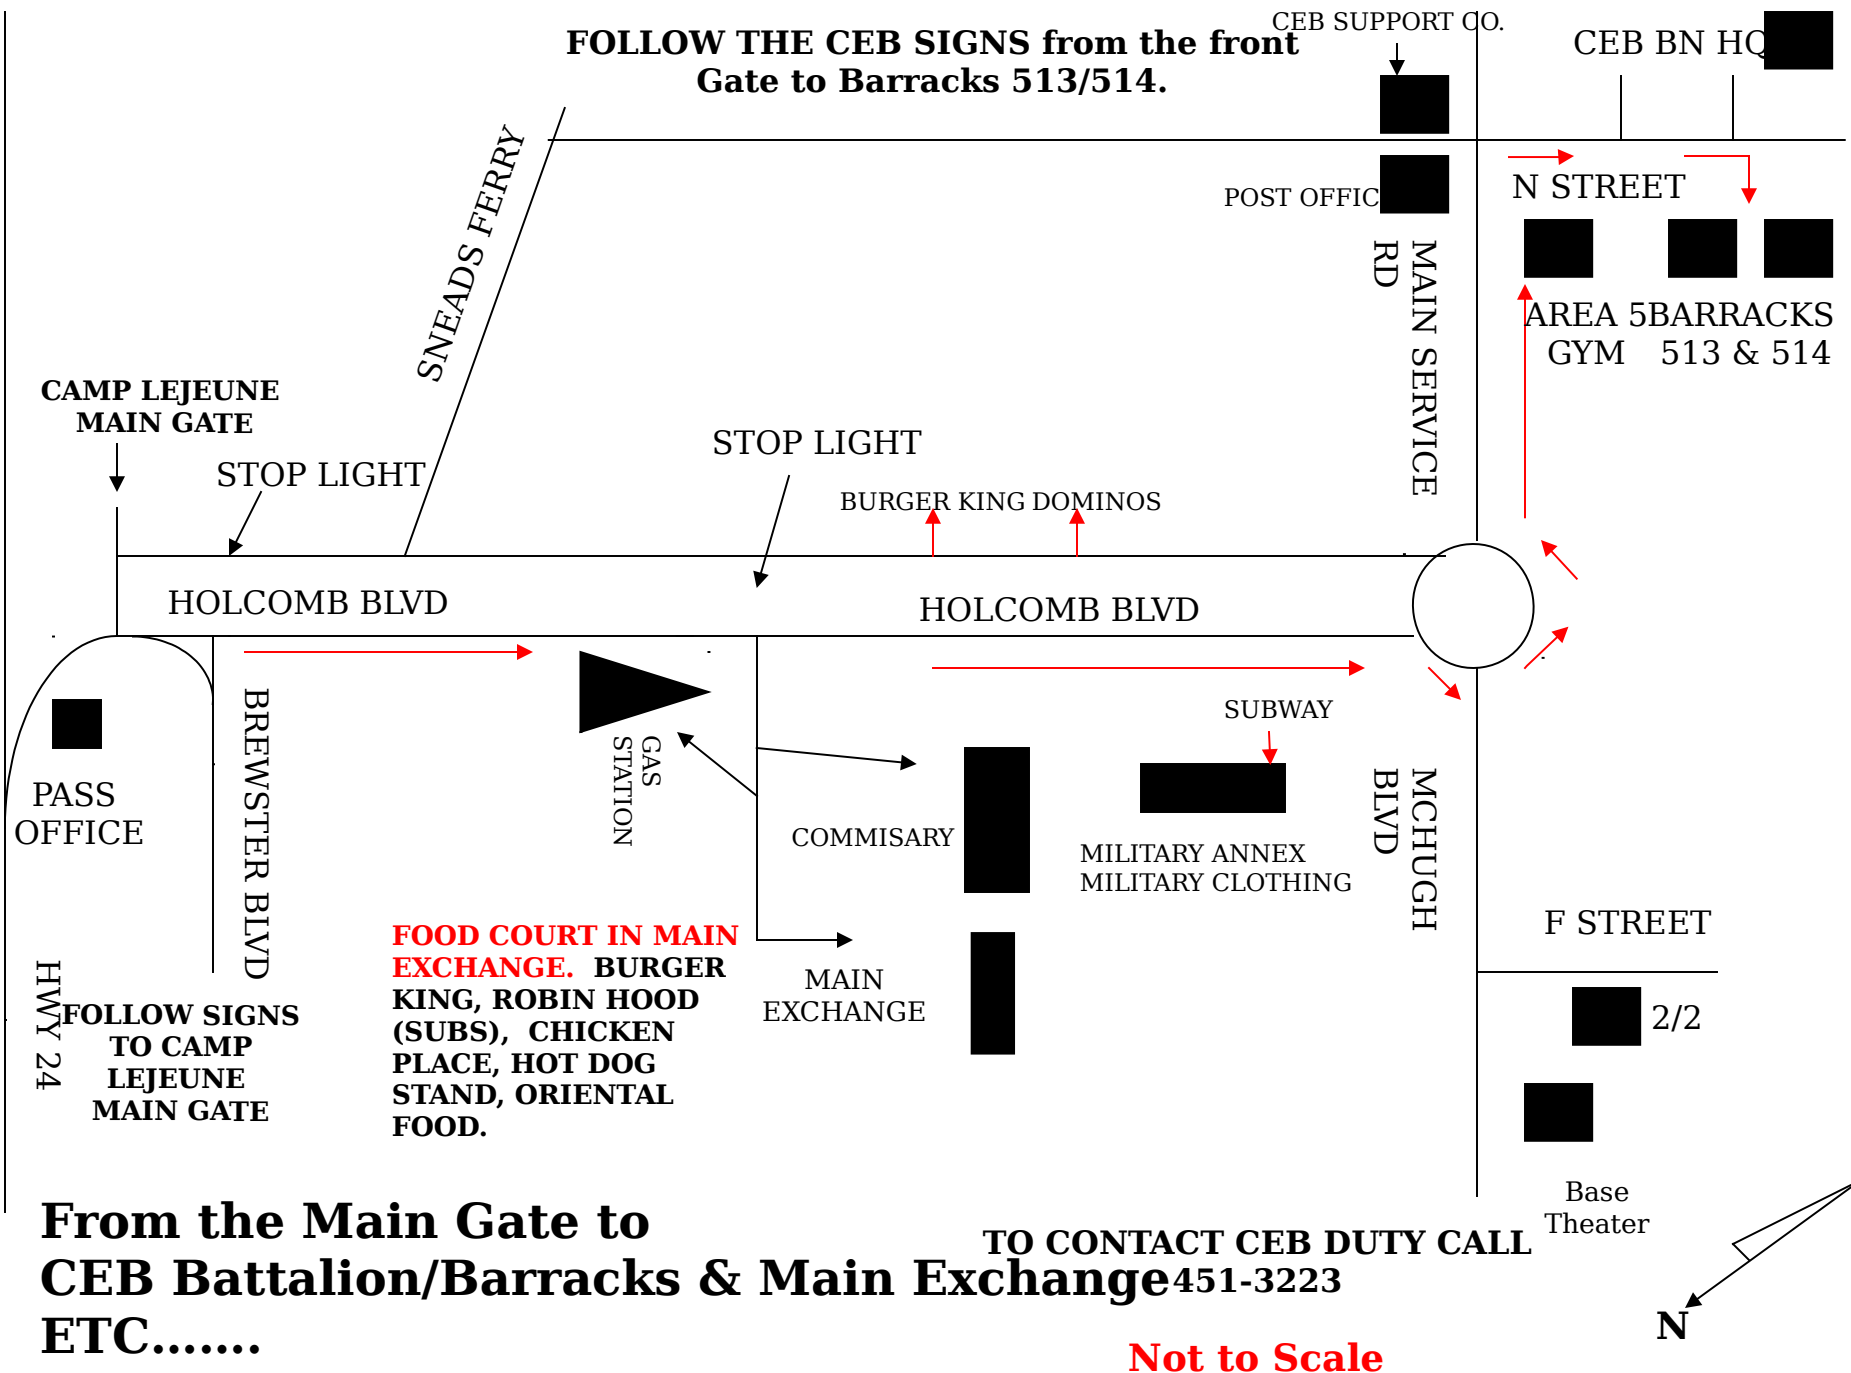 CEB SUPPORT CO.
FOLLOW THE CEB SIGNS from the front
Gate to Barracks 513/514.
CEB BN HQ
SNEADS FERRY
POST OFFIC
N STREET
MAIN SERVICE
RD
AREA 5
GYM
BARRACKS
513 & 514
CAMP LEJEUNE
MAIN GATE
STOP LIGHT
STOP LIGHT
BURGER KING
DOMINOS
HOLCOMB BLVD
HOLCOMB BLVD
PASS
OFFICE
BREWSTER BLVD
GAS
STATION
SUBWAY
COMMISARY
MILITARY ANNEX
MILITARY CLOTHING
MCHUGH
BLVD
F STREET
2/2
HWY 24
FOLLOW SIGNS
TO CAMP
LEJEUNE
MAIN GATE
FOOD COURT IN MAIN
EXCHANGE. BURGER
KING, ROBIN HOOD
(SUBS), CHICKEN
PLACE, HOT DOG
STAND, ORIENTAL
FOOD.
MAIN
EXCHANGE
Base
Theater
From the Main Gate to
CEB Battalion/Barracks & Main Exchange
ETC…….
TO CONTACT CEB DUTY CALL
451-3223
N
Not to Scale